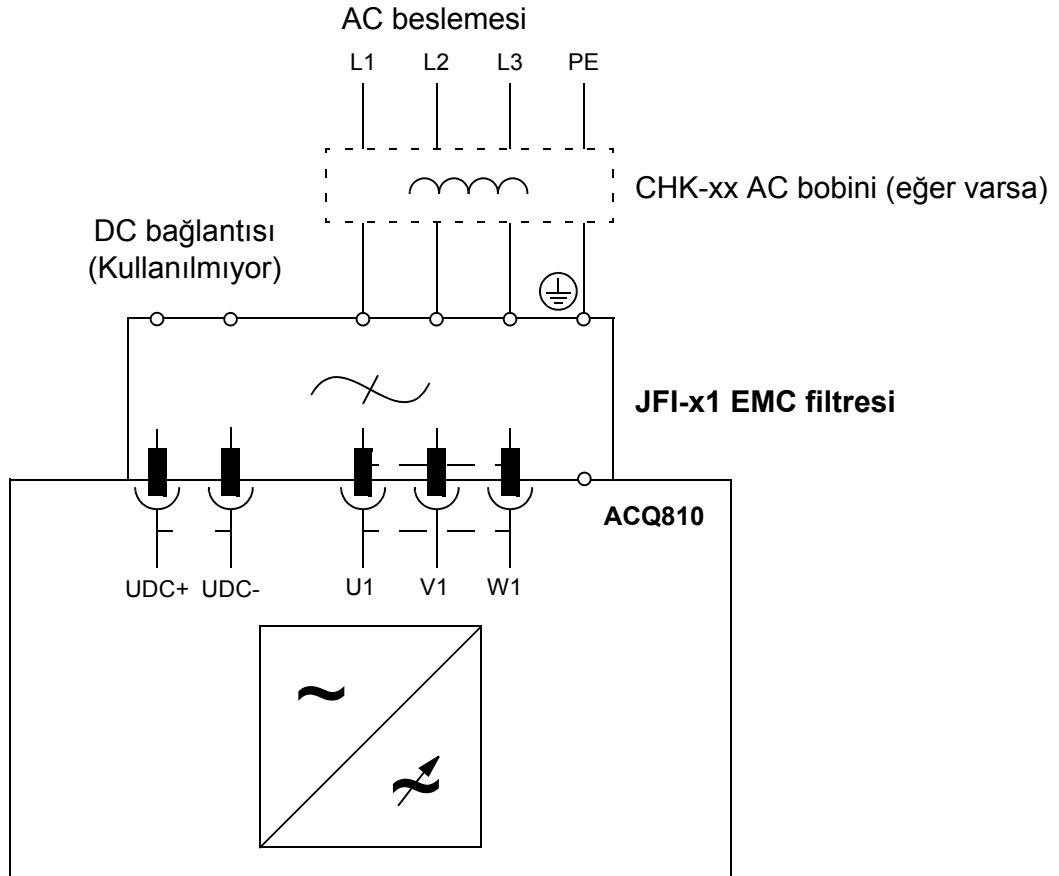 AC beslemesi
L1 L2 L3 PE
CHK-xx AC bobini (eğer varsa)
DC bağlantısı
(Kullanılmıyor)
JFI-x1 EMC filtresi
ACQ810
UDC+ UDC- U1 V1 W1